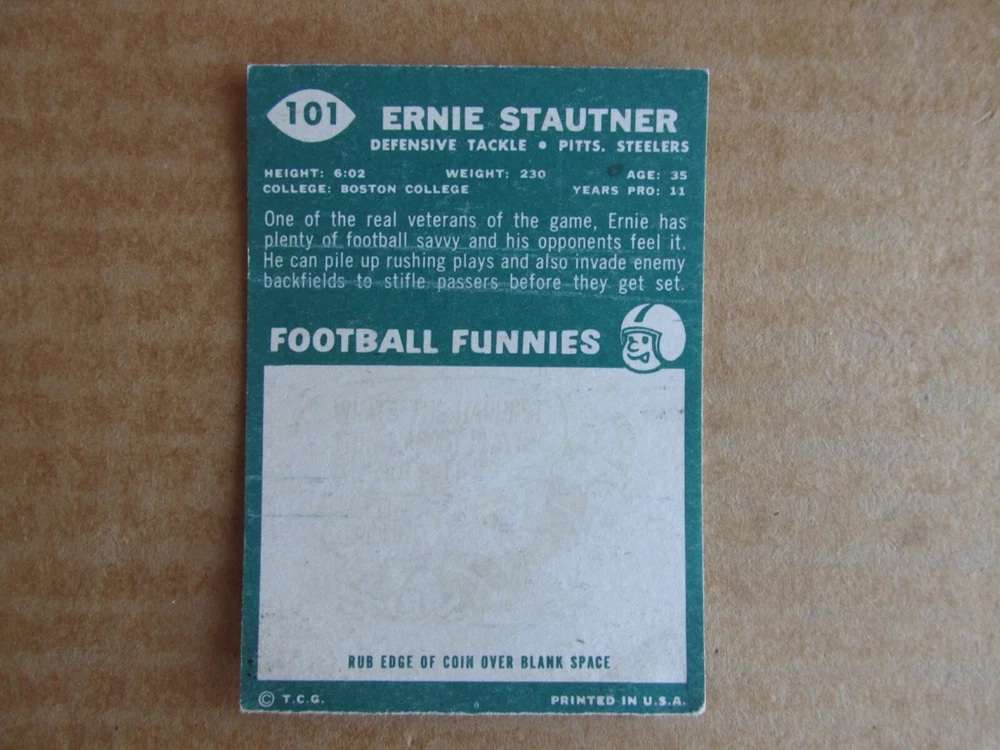 101
ERNIE STAUTNER
DEFENSIVE TACKLE • PITTS. STEELERS
HEIGHT: 6:02 WEIGHT: 230 AGE: 35
COLLEGE: BOSTON COLLEGE YEARS PRO: 11
One of the real veterans of the game, Ernie has
plenty of football savvy and his opponents feel it.
He can pile up rushing plays and also invade enemy
backfields to stifle passers before they get set.
FOOTBALL FUNNIES
RUB EDGE OF COIN OVER BLANK SPACE
© T.C.G. PRINTED IN U.S.A.